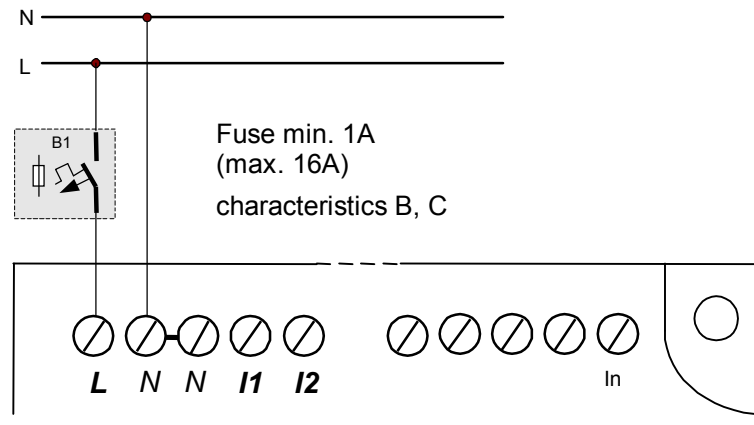 N
L
B1
Fuse min. 1A
(max. 16A)
characteristics B, C
L N N I1 I2
In